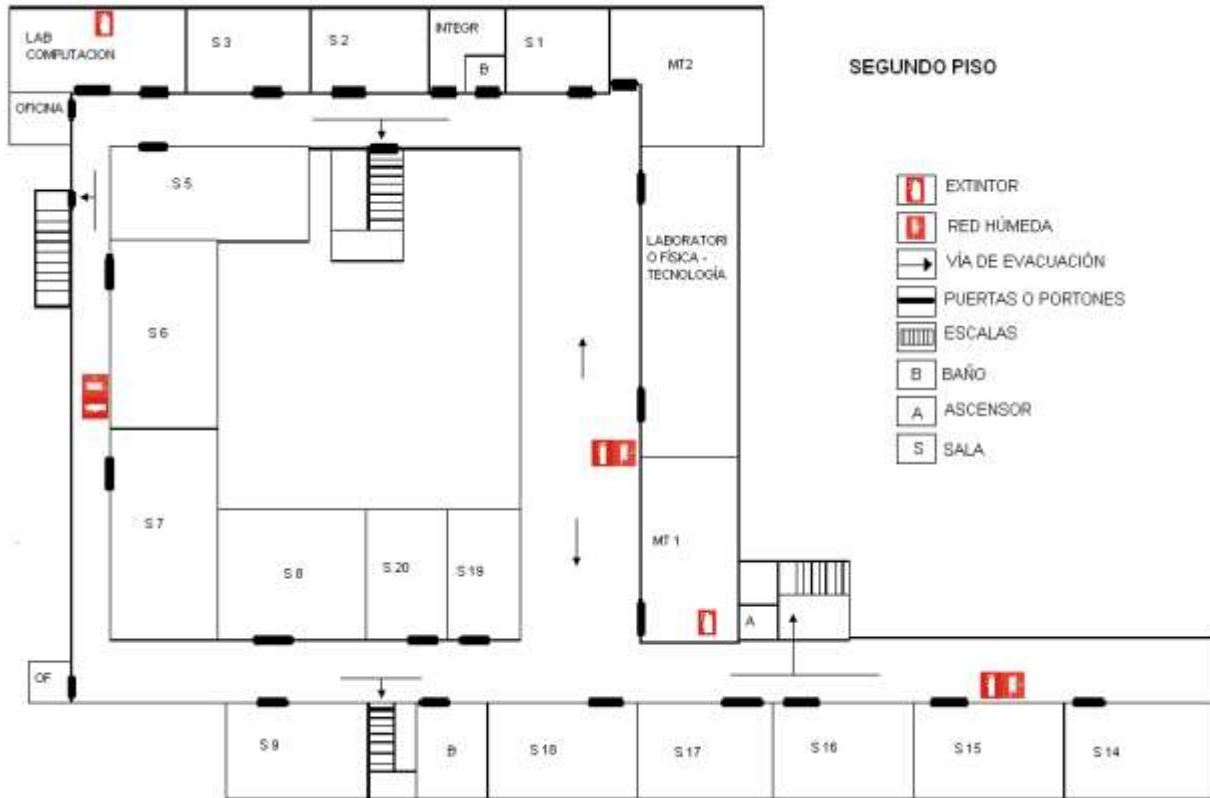 LAB
COMPUTACION
S 3
S 2
INTEGR
B
S 1
MT2
SEGUNDO PISO
OFICINA
S 5
EXTINTOR
RED HÚMEDA
VÍA DE EVACUACIÓN
PUERTAS O PORTONES
ESCALAS
B
BAÑO
A
ASCENSOR
S
SALA
LABORATORI
O FÍSICA -
TECNOLOGÍA
S 6
S 7
S 8
S 20
S 19
MT 1
A
OF
S 9
B
S 18
S 17
S 16
S 15
S 14